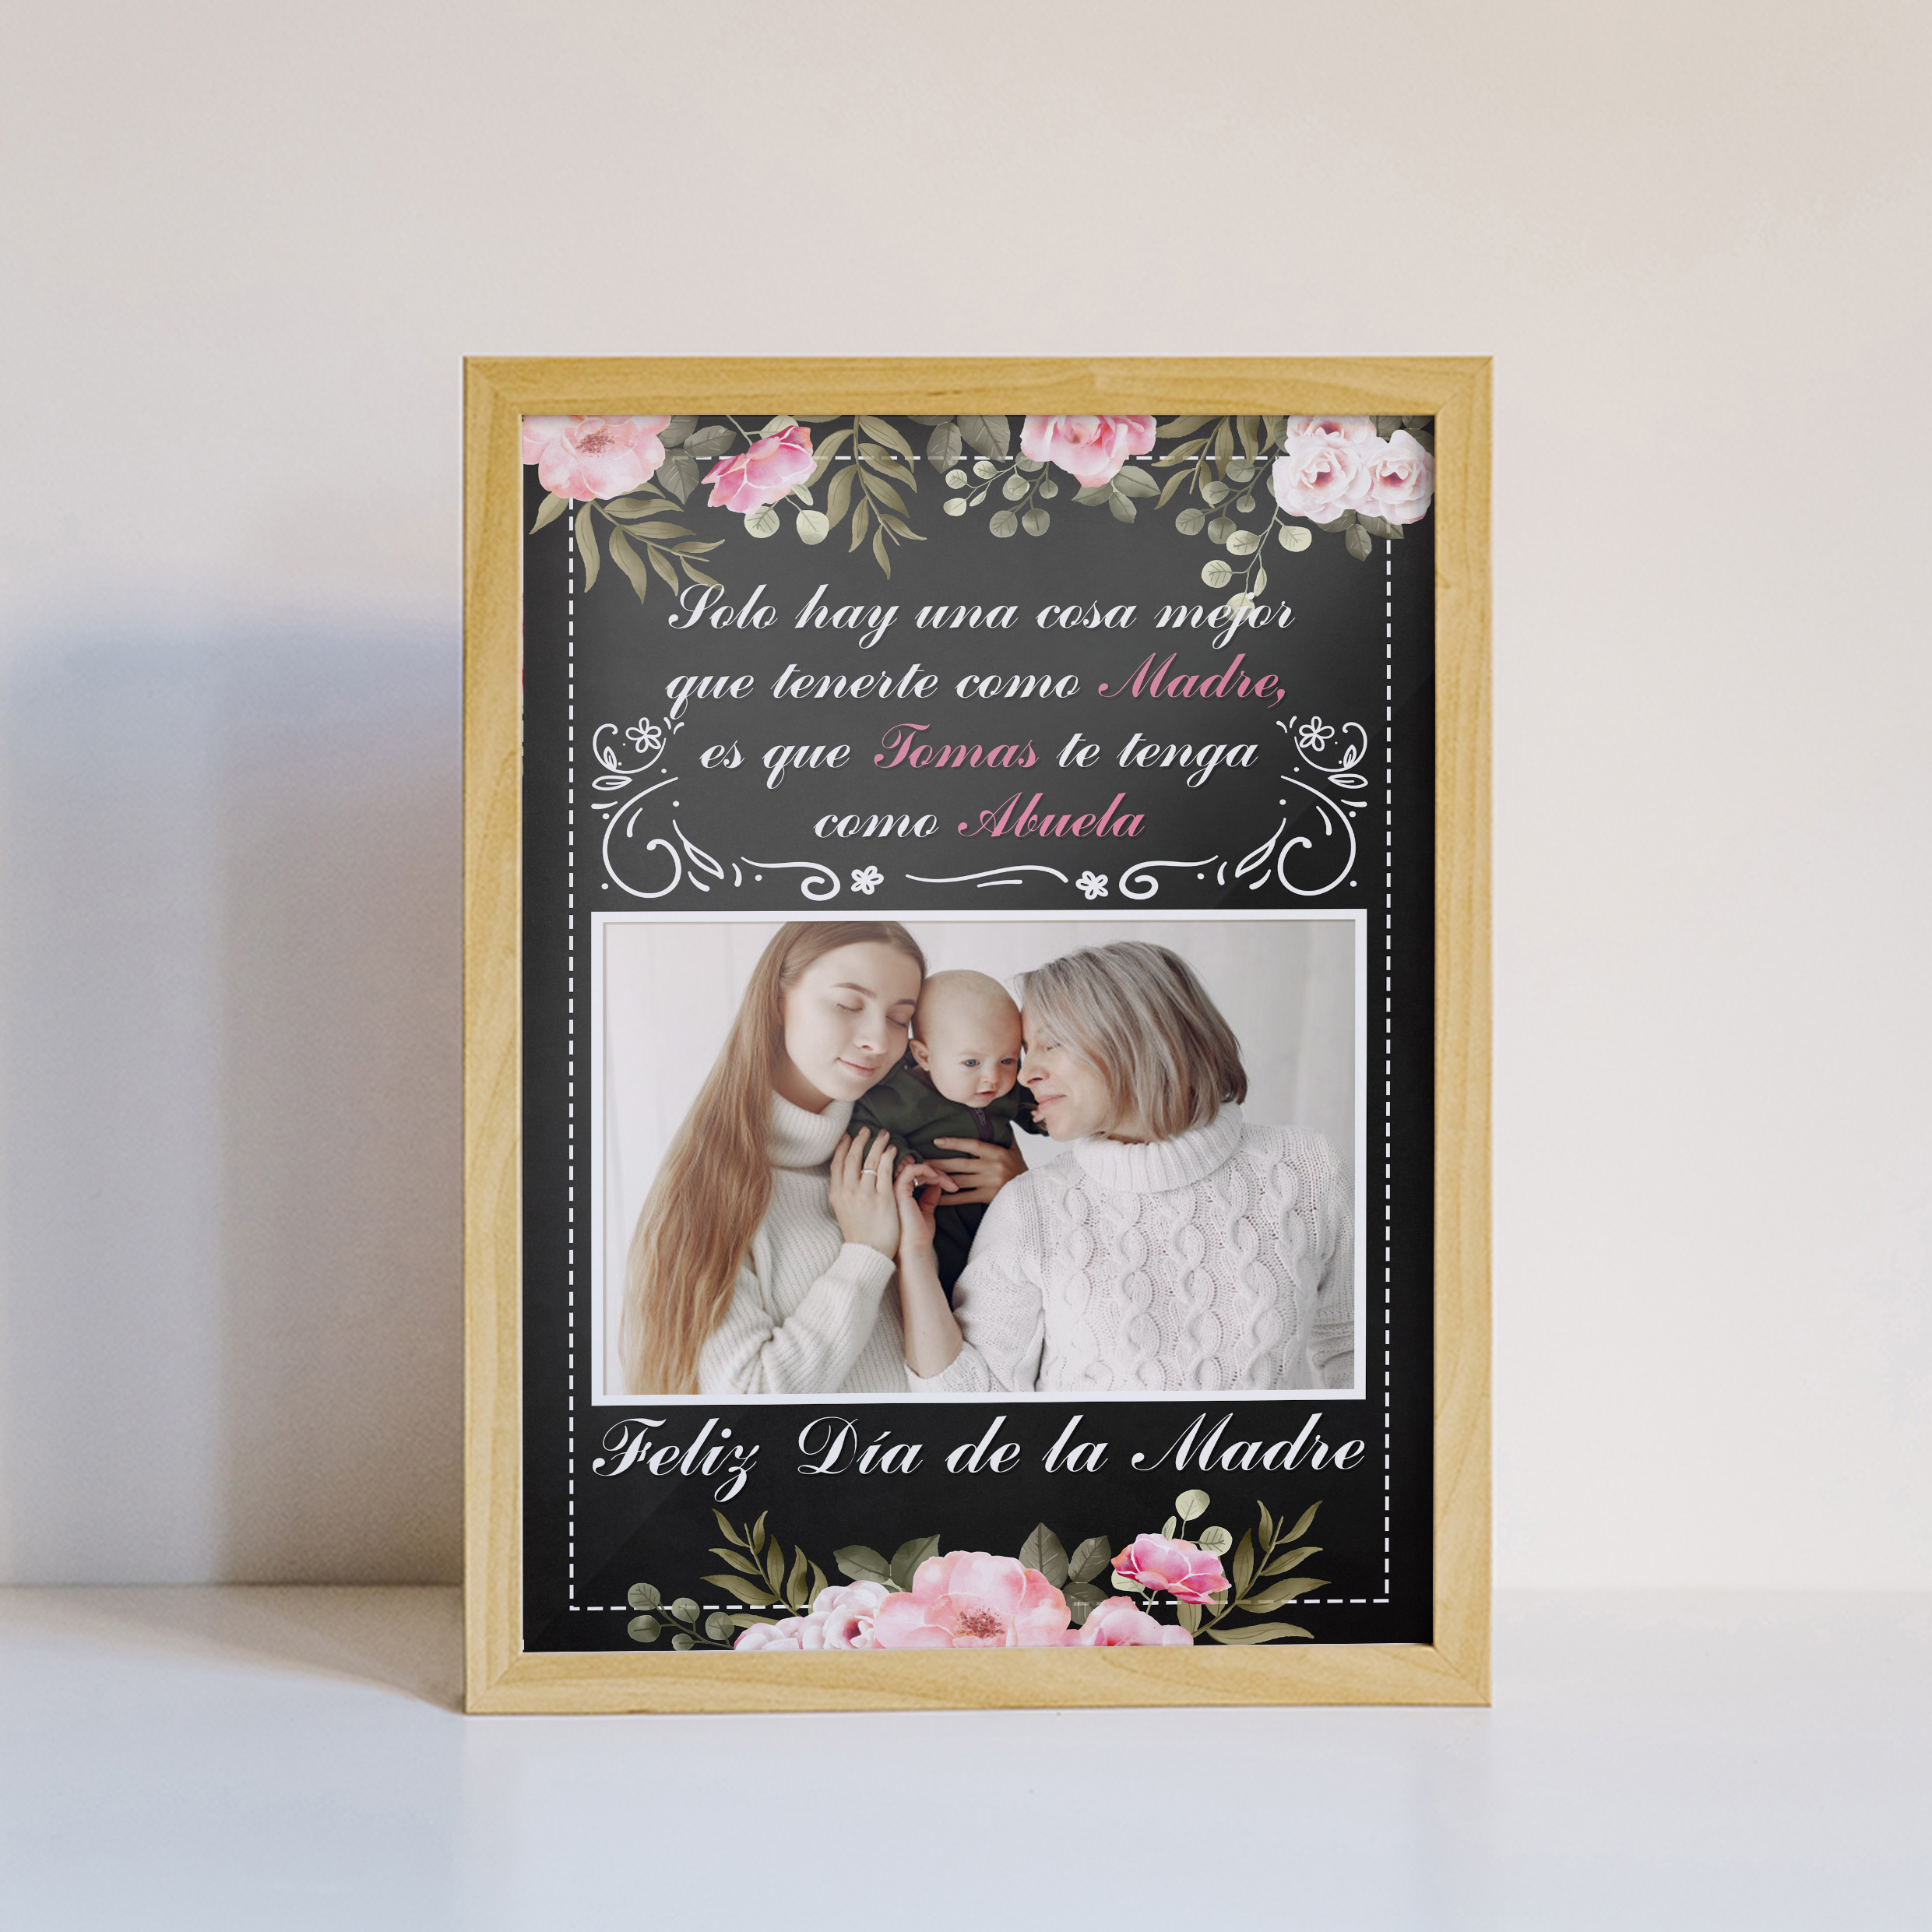 Solo hay una cosa mejor
que tenerte como Madre,
es que Tomas te tenga
como Abuela
Feliz Día de la Madre